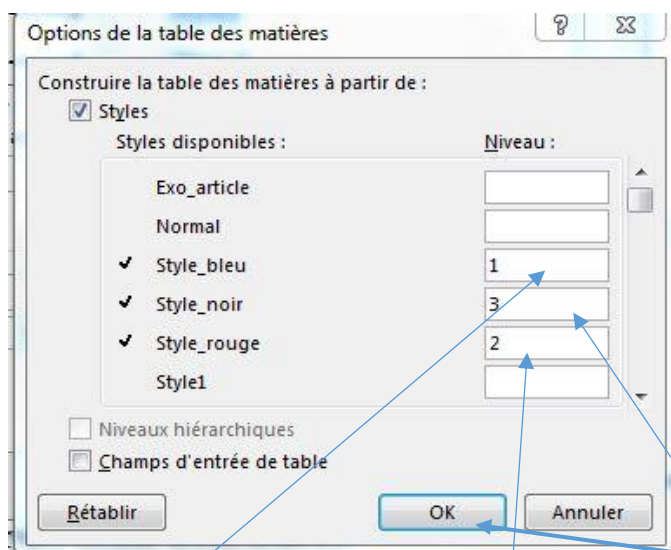 Options de la table des matières
Construire la table des matières à partir de :
Styles
Styles disponibles : Niveau :
Exo_article
Normal
Style_bleu 1
Style_noir 3
Style_rouge 2
Style1
Niveaux hiérarchiques
Champs d'entrée de table
Rétablir OK Annuler